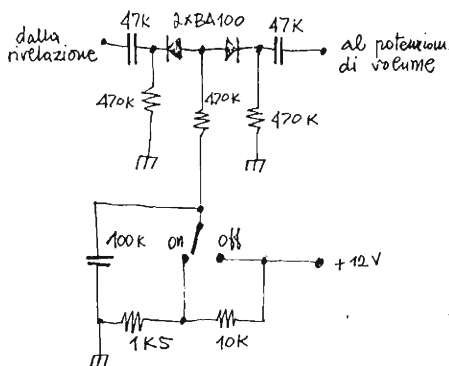 47K
2xBA100
47K
dalla
rivelazione
al potenziom.
di volume
470K
470K
470K
100K
on
off
+12V
1K5
10K